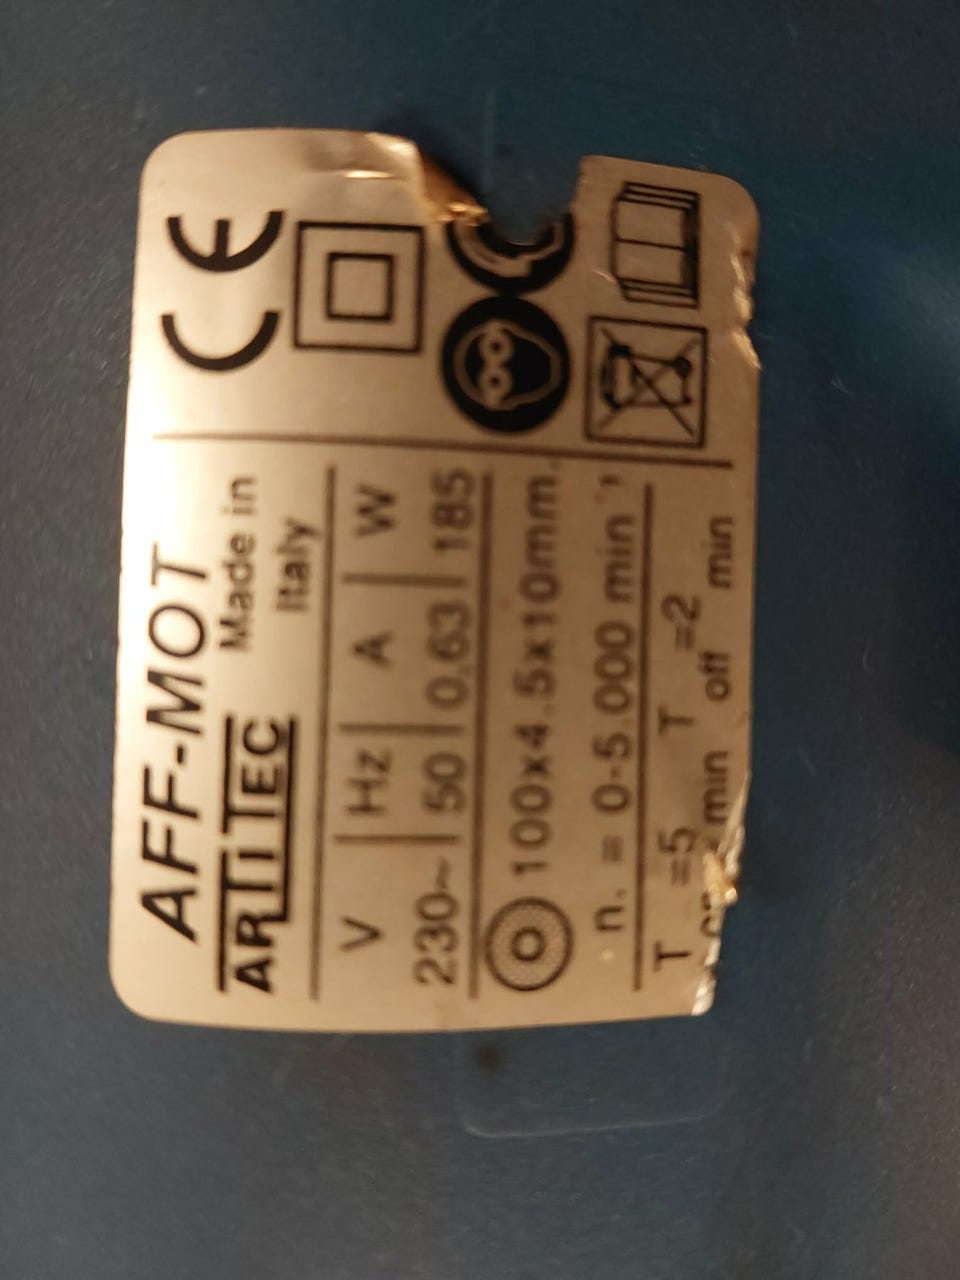 AFF-MOT
ARTITEC Made in
Italy
V | Hz | A | W
230~ | 50 | 0,63 | 185
100x4.5x10mm.
n. = 0-5.000 min⁻¹
T =5 T =2
min off min
CE